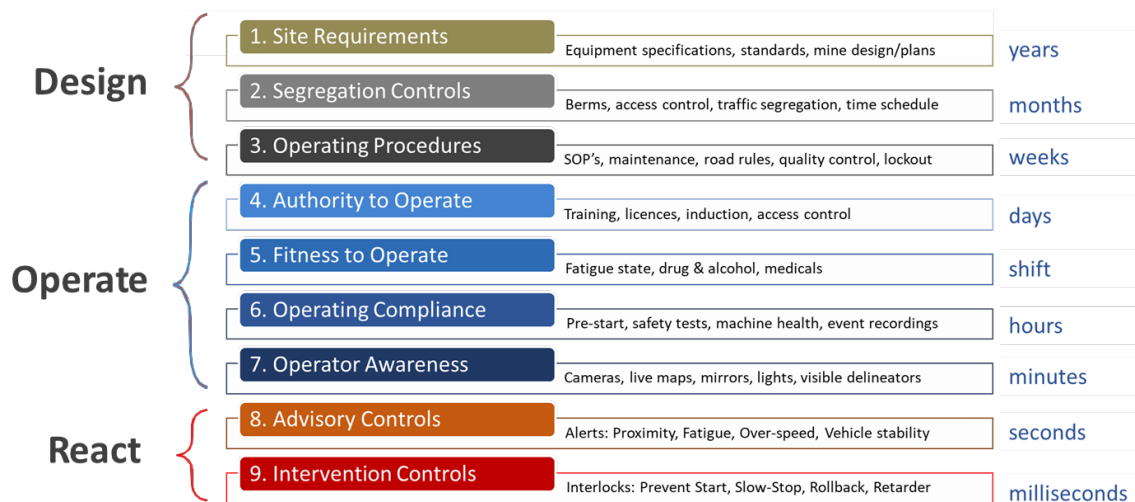 Design
1. Site Requirements
Equipment specifications, standards, mine design/plans
years
2. Segregation Controls
Berms, access control, traffic segregation, time schedule
months
3. Operating Procedures
SOP's, maintenance, road rules, quality control, lockout
weeks
Operate
4. Authority to Operate
Training, licences, induction, access control
days
5. Fitness to Operate
Fatigue state, drug & alcohol, medicals
shift
6. Operating Compliance
Pre-start, safety tests, machine health, event recordings
hours
7. Operator Awareness
Cameras, live maps, mirrors, lights, visible delineators
minutes
React
8. Advisory Controls
Alerts: Proximity, Fatigue, Over-speed, Vehicle stability
seconds
9. Intervention Controls
Interlocks: Prevent Start, Slow-Stop, Rollback, Retarder
milliseconds